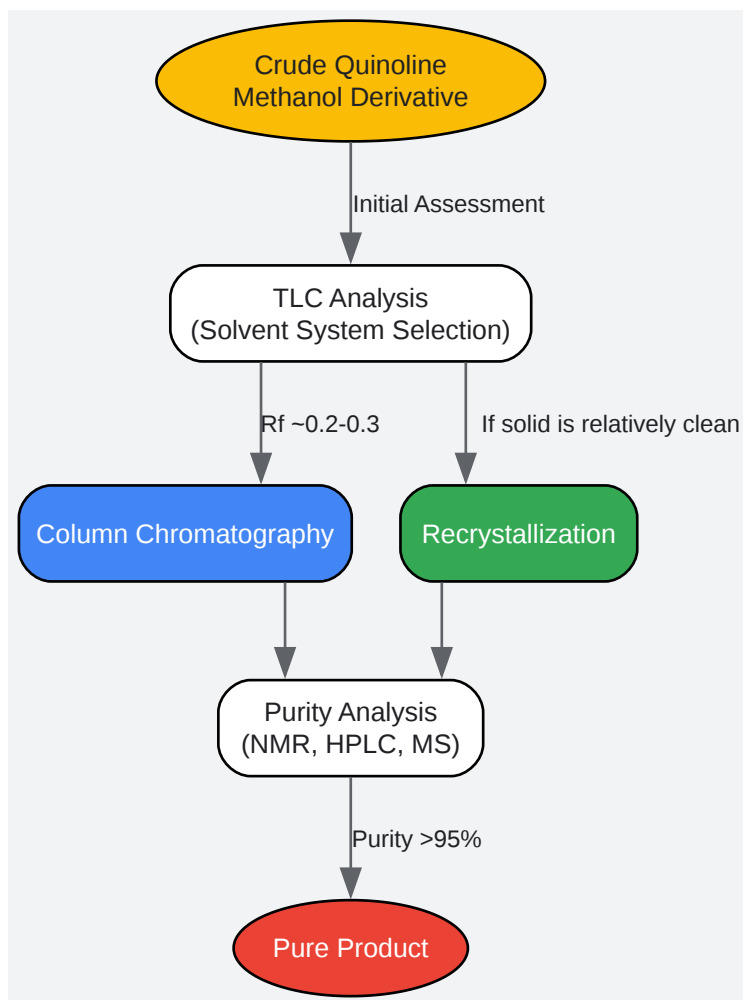 Crude Quinoline
Methanol Derivative
Initial Assessment
TLC Analysis
(Solvent System Selection)
Rf ~0.2-0.3
If solid is relatively clean
Column Chromatography
Recrystallization
Purity Analysis
(NMR, HPLC, MS)
Purity >95%
Pure Product